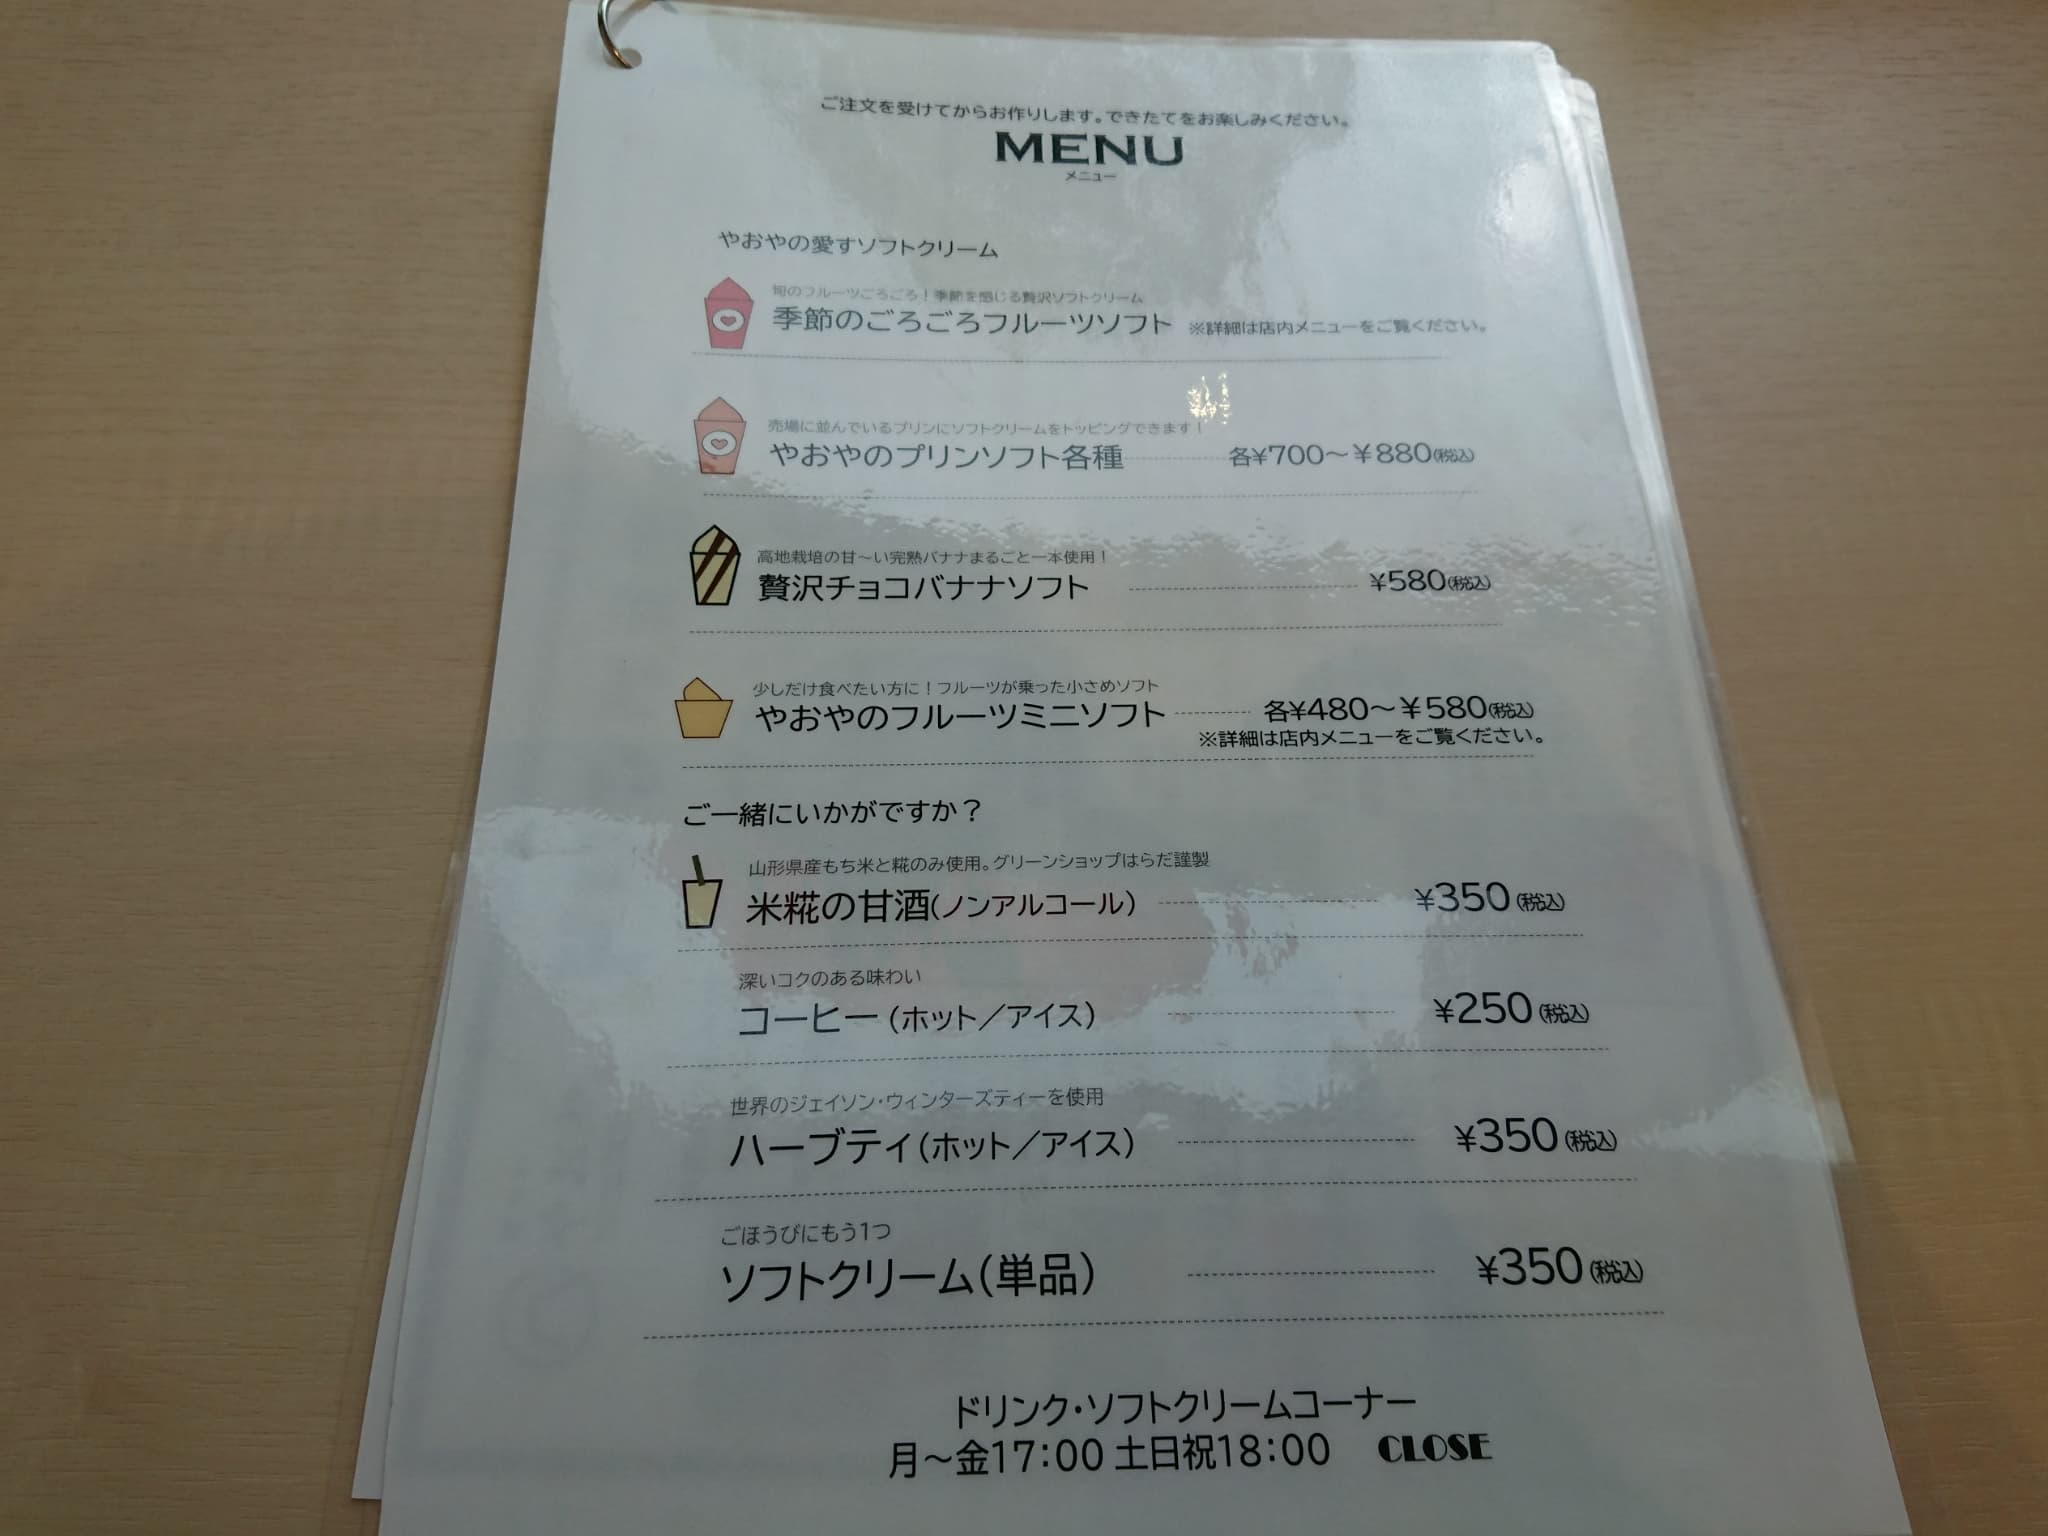 ご注文を受けてからお作りします。できたてをお楽しみください。
MENU
メニュー
やおやの愛すソフトクリーム
旬のフルーツごろごろ！季節を感じる贅沢ソフトクリーム
季節のごろごろフルーツソフト ※詳細は店内メニューをご覧ください。
売場に並んでいるプリンにソフトクリームをトッピングできます！
やおやのプリンソフト各種 各¥700～￥880(税込)
高地栽培の甘～い完熟バナナまるごと一本使用！
贅沢チョコバナナソフト ¥580(税込)
少しだけ食べたい方に！フルーツが乗った小さめソフト
やおやのフルーツミニソフト 各¥480～￥580(税込)
※詳細は店内メニューをご覧ください。
ご一緒にいかがですか？
山形県産もち米と糀のみ使用。グリーンショップはらだ謹製
米糀の甘酒(ノンアルコール) ¥350(税込)
深いコクのある味わい
コーヒー(ホット／アイス) ¥250(税込)
世界のジェイソン・ウィンターズティーを使用
ハーブティ(ホット／アイス) ¥350(税込)
ごほうびにもう1つ
ソフトクリーム(単品) ¥350(税込)
ドリンク・ソフトクリームコーナー
月～金17：00 土日祝18：00 CLOSE